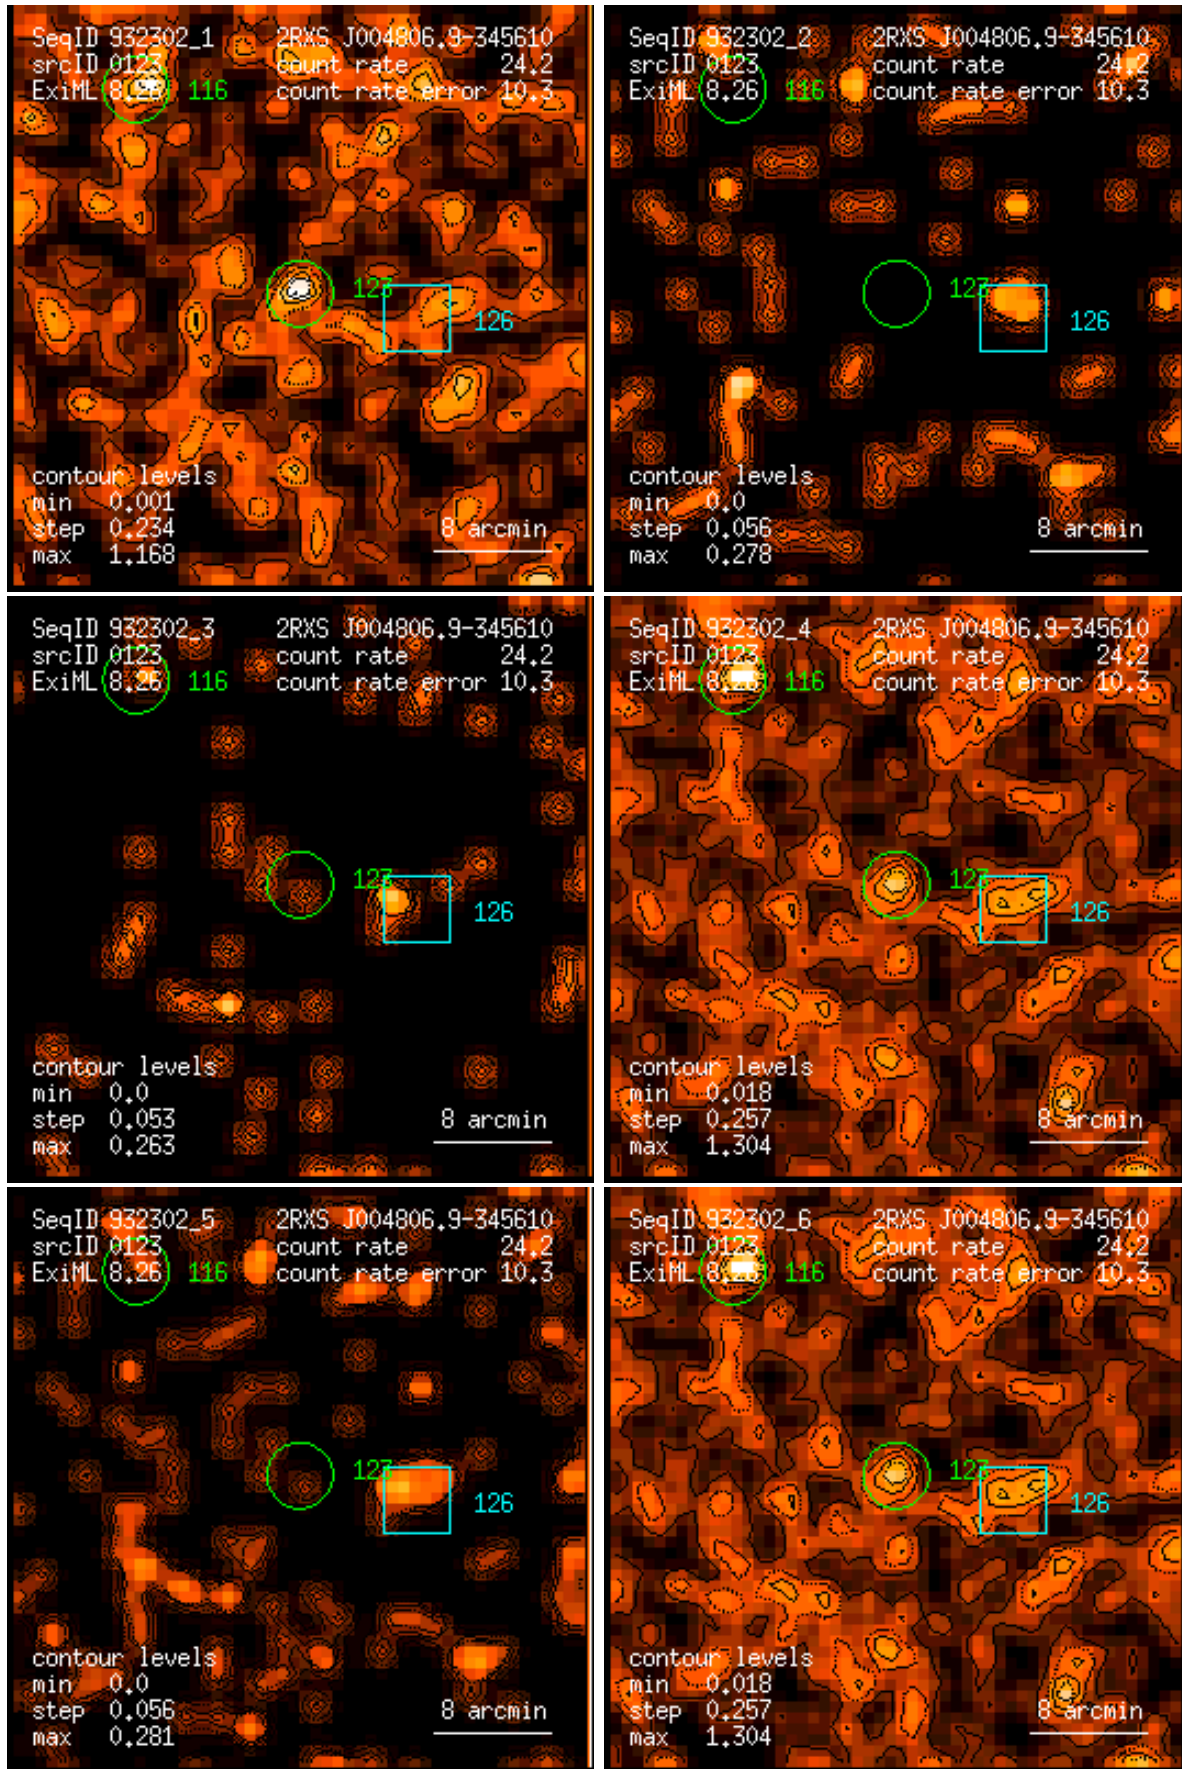 SeqID 932302_1 2RXS J004806.9-345610
srcID 0123 count rate 24.2
ExiML 8.26 116 count rate error 10.3
123
126
contour levels
min 0.001
step 0.234 8 arcmin
max 1.168
SeqID 932302_2 2RXS J004806.9-345610
srcID 0123 count rate 24.2
ExiML 8.26 116 count rate error 10.3
123
126
contour levels
min 0.0
step 0.056 8 arcmin
max 0.278
SeqID 932302_3 2RXS J004806.9-345610
srcID 0123 count rate 24.2
ExiML 8.26 116 count rate error 10.3
123
126
contour levels
min 0.0
step 0.053 8 arcmin
max 0.263
SeqID 932302_4 2RXS J004806.9-345610
srcID 0123 count rate 24.2
ExiML 8.26 116 count rate error 10.3
123
126
contour levels
min 0.018
step 0.257 8 arcmin
max 1.304
SeqID 932302_5 2RXS J004806.9-345610
srcID 0123 count rate 24.2
ExiML 8.26 116 count rate error 10.3
123
126
contour levels
min 0.0
step 0.056 8 arcmin
max 0.281
SeqID 932302_6 2RXS J004806.9-345610
srcID 0123 count rate 24.2
ExiML 8.26 116 count rate error 10.3
123
126
contour levels
min 0.018
step 0.257 8 arcmin
max 1.304